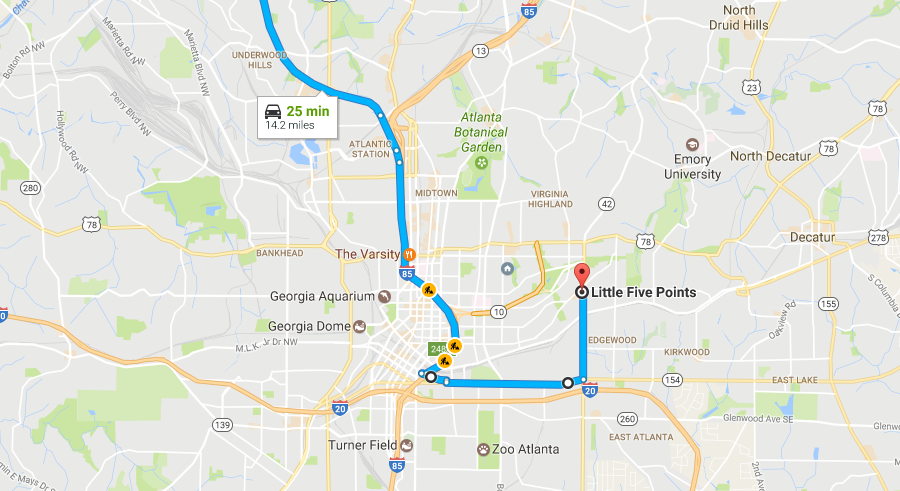 85
North
Druid Hills
Bolton Rd NW
Marietta Rd NW
Marietta Blvd NW
UNDERWOOD
HILLS
13
23
25 min
14.2 miles
Perry Blvd NW
Hollywood Rd NW
Atlanta
Botanical
Garden
78
ATLANTIC
STATION
78
Emory
University
North Decatur
280
MIDTOWN
VIRGINIA
HIGHLAND
42
78
BANKHEAD
The Varsity
78
Decatur
278
85
Georgia Aquarium
Little Five Points
S Columbia Dr
155
Georgia Dome
10
Oakview Rd
M.L.K. Jr Dr NW
248
EDGEWOOD
KIRKWOOD
154
EAST LAKE
20
20
139
260
Glenwood Ave SE
EAST ATLANTA
Turner Field
Zoo Atlanta
85
2nd Ave